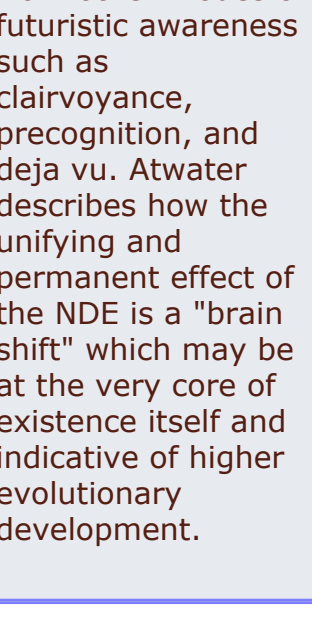 futuristic awareness
such as
clairvoyance,
precognition, and
deja vu. Atwater
describes how the
unifying and
permanent effect of
the NDE is a "brain
shift" which may be
at the very core of
existence itself and
indicative of higher
evolutionary
development.